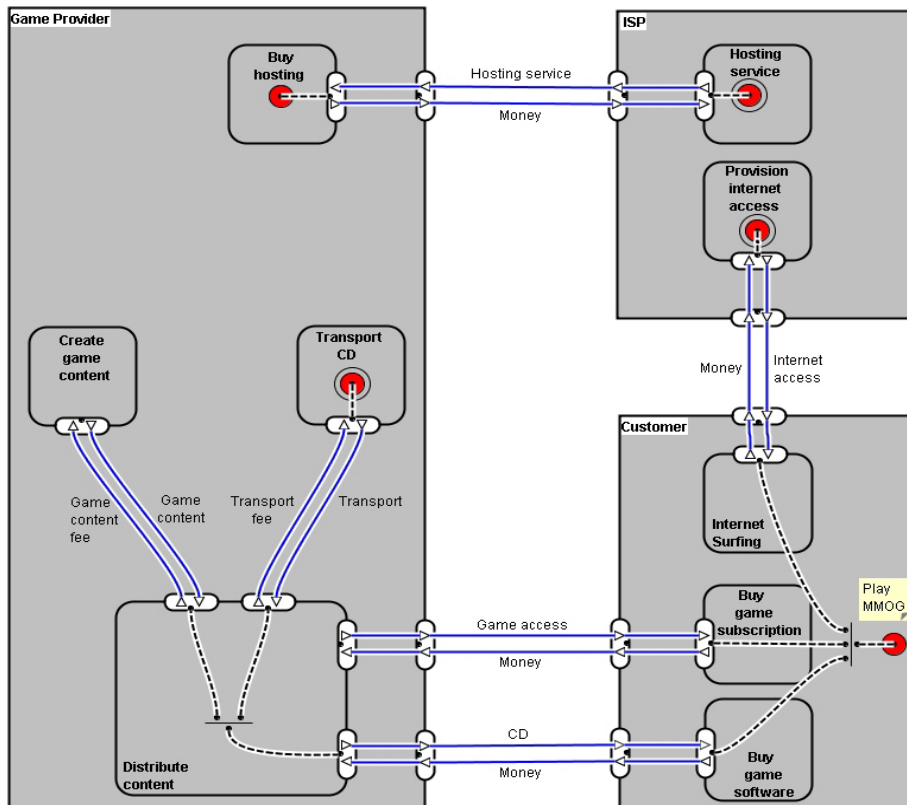 Game Provider
ISP
Buy
hosting
Hosting service
Money
Hosting
service
Provision
internet
access
Create
game
content
Transport
CD
Money
Internet
access
Customer
Game
content
fee
Game
content
Transport
fee
Transport
Internet
Surfing
Play
MMOG
Game access
Money
Buy
game
subscription
CD
Money
Distribute
content
Buy
game
software